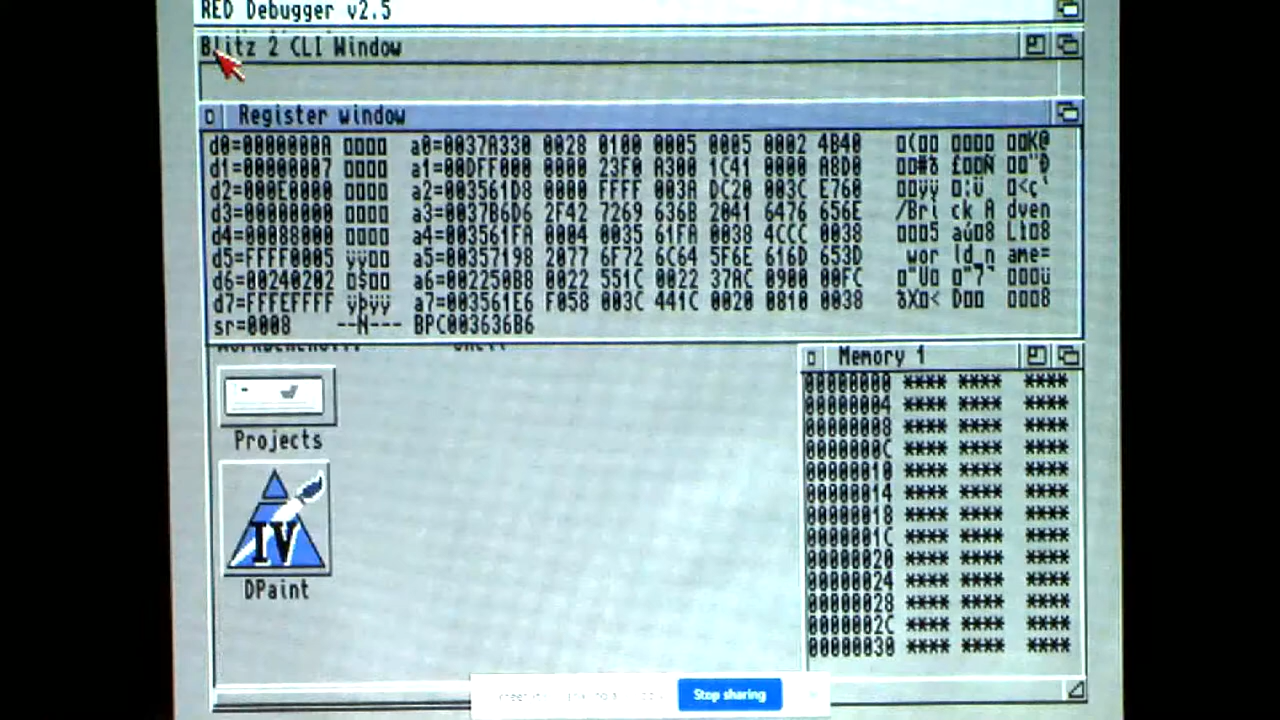 RED Debugger v2.5
Blitz 2 CLI Window
Register window
d0=0000000A a0=0037A330 0028 0100 0005 0005 0002 4B40
d1=00000007 a1=00DFF000 0000 23F0 A300 1C41 0000 A8D0
d2=000E0000 a2=003561D8 0000 FFFF 003A DC20 003C E760
d3=00000000 a3=0037B6D6 2F42 7269 636B 2041 6476 656E /Bri ck A dven
d4=00088000 a4=003561FA 0004 0035 61FA 0038 4CCC 0038
d5=FFFF0005 a5=00357198 2077 6F72 6C64 5F6E 616D 653D wor ld_n ame=
d6=00240202 a6=00225088 0022 551C 0022 37AC 0900 00FC
d7=FFFEFFFF ÿþÿÿ a7=003561E6 F058 003C 441C 0020 0810 0038
sr=0008 --N--- BPC003636B6
Memory 1
00000000 **** **** ****
00000004 **** **** ****
00000008 **** **** ****
0000000C **** **** ****
00000010 **** **** ****
00000014 **** **** ****
00000018 **** **** ****
0000001C **** **** ****
00000020 **** **** ****
00000024 **** **** ****
00000028 **** **** ****
0000002C **** **** ****
00000030 **** **** ****
Projects
IV
DPaint
Stop sharing